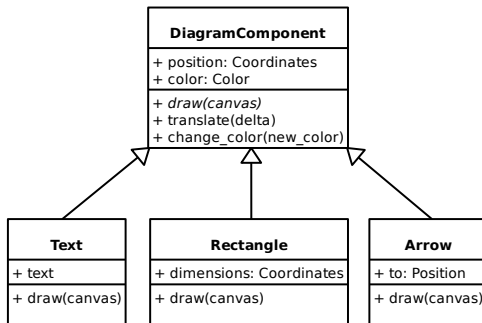 DiagramComponent
+ position: Coordinates
+ color: Color
+ draw(canvas)
+ translate(delta)
+ change_color(new_color)
Text
+ text
+ draw(canvas)
Rectangle
+ dimensions: Coordinates
+ draw(canvas)
Arrow
+ to: Position
+ draw(canvas)